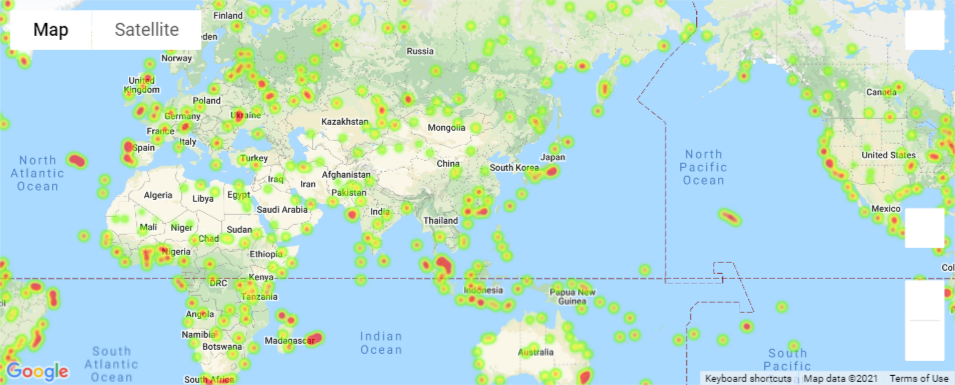 Map
Satellite
Finland
eden
Norway
Russia
United
Kingdom
Canada
Poland
Germany
Ukraine
France
Kazakhstan
Mongolia
Italy
Spain
Turkey
China
South Korea
Japan
United States
North
Atlantic
Ocean
North
Pacific
Ocean
Iraq
Iran
Afghanistan
Pakistan
Algeria
Libya
Egypt
Saudi Arabia
India
Mexico
Mali
Niger
Chad
Sudan
Thailand
Nigeria
Ethiopia
Kenya
DRC
Col
Tanzania
Indonesia
Papua New
Guinea
Angola
Namibia
Botswana
Madagascar
Indian
Ocean
Australia
South
Atlantic
Ocean
South
Pacific
South Africa
Google
Keyboard shortcuts
Map data ©2021
Terms of Use